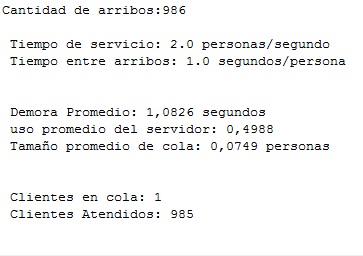 Cantidad de arribos:986
Tiempo de servicio: 2.0 personas/segundo
Tiempo entre arribos: 1.0 segundos/persona
Demora Promedio: 1,0826 segundos
uso promedio del servidor: 0,4988
Tamaño promedio de cola: 0,0749 personas
Clientes en cola: 1
Clientes Atendidos: 985